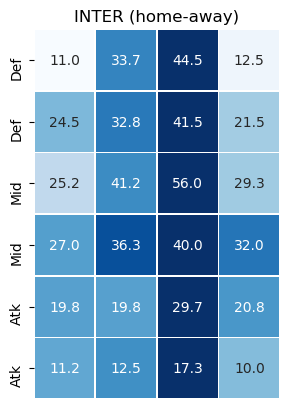 INTER (home-away)
Def 11.0 33.7 44.5 12.5
Def 24.5 32.8 41.5 21.5
Mid 25.2 41.2 56.0 29.3
Mid 27.0 36.3 40.0 32.0
Atk 19.8 19.8 29.7 20.8
Atk 11.2 12.5 17.3 10.0